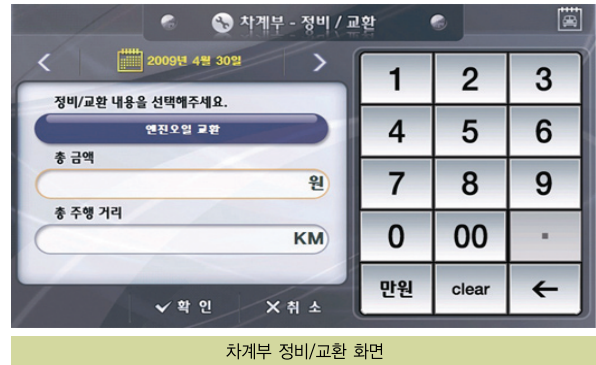 차계부 - 정비 / 교환
2009년 4월 30일
정비/교환 내용을 선택해주세요.
엔진오일 교환
총 금액
원
총 주행 거리
KM
확 인
취 소
1 2 3
4 5 6
7 8 9
0 00 .
만원 clear ←
차계부 정비/교환 화면